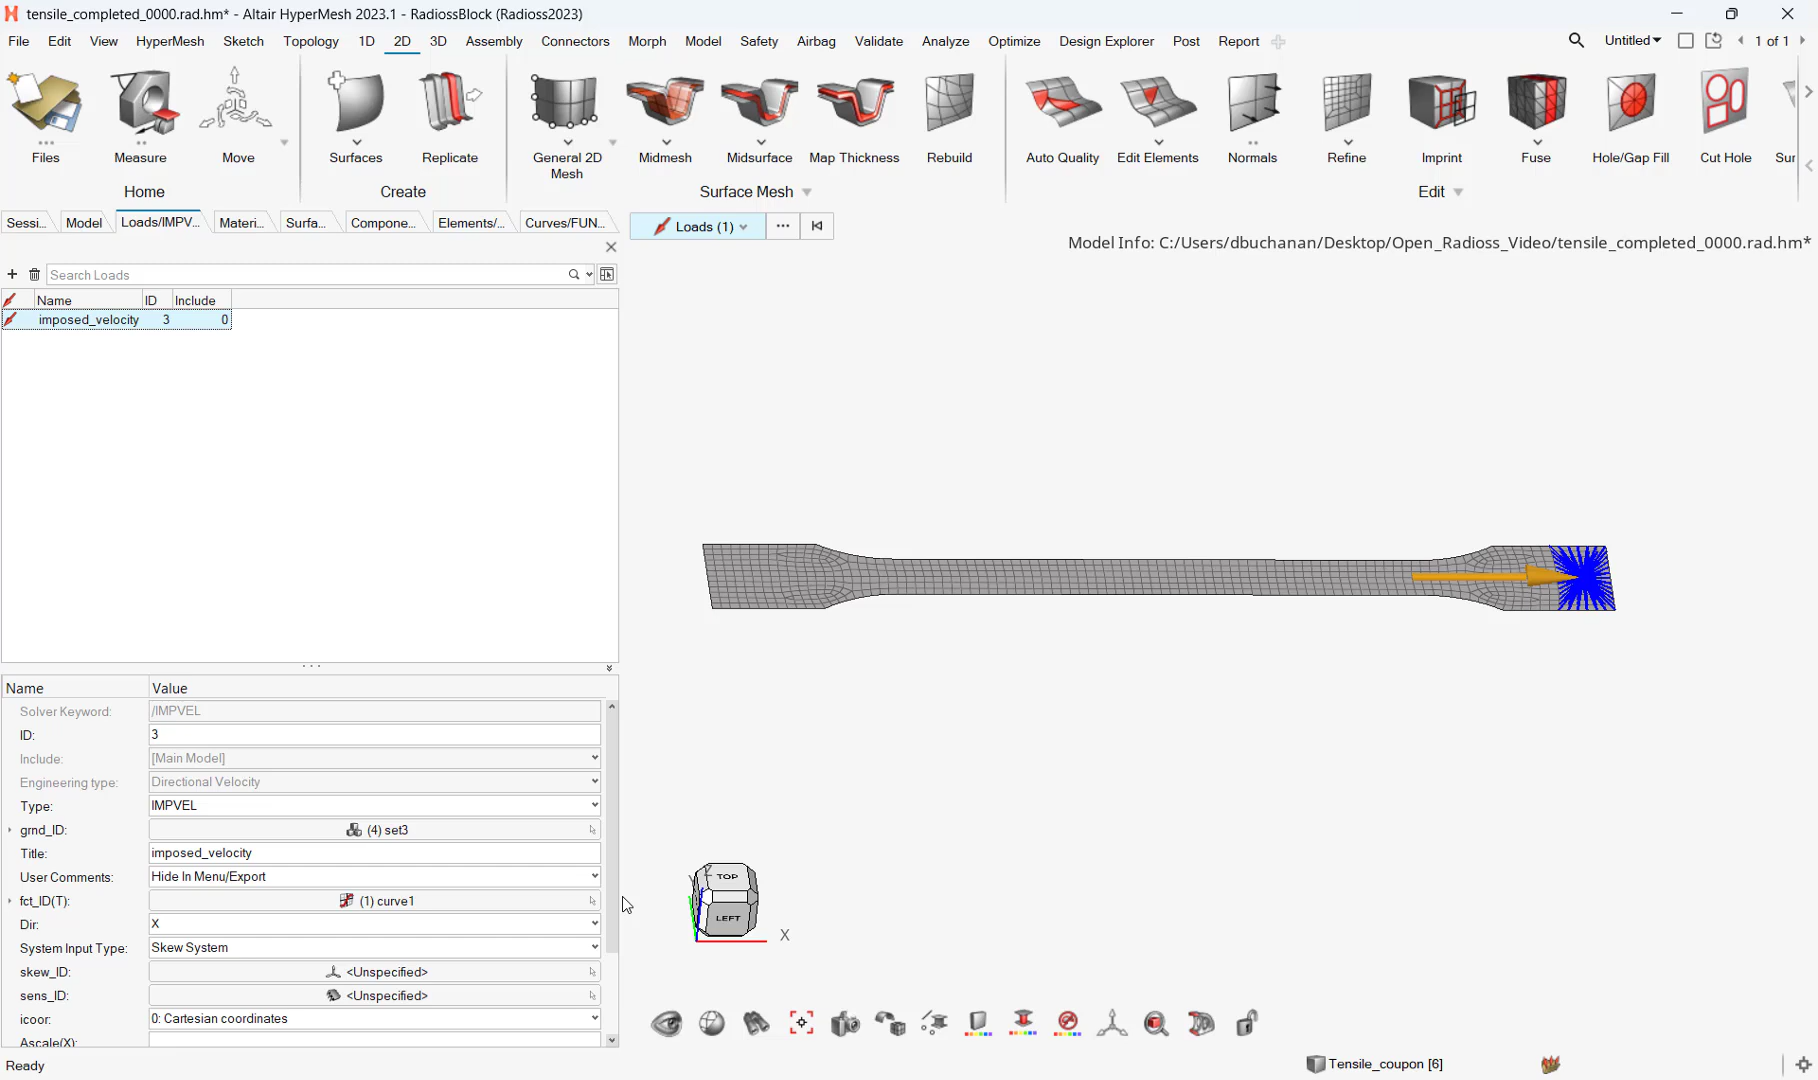 tensile_completed_0000.rad.hm* - Altair HyperMesh 2023.1 - RadiossBlock (Radioss2023)
File Edit View HyperMesh Sketch Topology 1D 2D 3D Assembly Connectors Morph Model Safety Airbag Validate Analyze Optimize Design Explorer Post Report Untitled 1 of 1
Files Measure Move Surfaces Replicate General 2D Mesh Midmesh Midsurface Map Thickness Rebuild Auto Quality Edit Elements Normals Refine Imprint Fuse Hole/Gap Fill Cut Hole Sur
Home Create Surface Mesh Edit
Sessi... Model Loads/IMPV... Materi... Surfa... Compone... Elements/... Curves/FUN... Loads (1)
Model Info: C:/Users/dbuchanan/Desktop/Open_Radioss_Video/tensile_completed_0000.rad.hm*
Search Loads
Name ID Include
imposed_velocity 3 0
Name Value
Solver Keyword: /IMPVEL
ID: 3
Include: [Main Model]
Engineering type: Directional Velocity
Type: IMPVEL
grnd_ID: (4) set3
Title: imposed_velocity
User Comments: Hide In Menu/Export
fct_ID(T): (1) curve1
Dir: X
System Input Type: Skew System
skew_ID: <Unspecified>
sens_ID: <Unspecified>
icoor: 0: Cartesian coordinates
Ascale(X):
TOP
LEFT
X
Ready
Tensile_coupon [6]